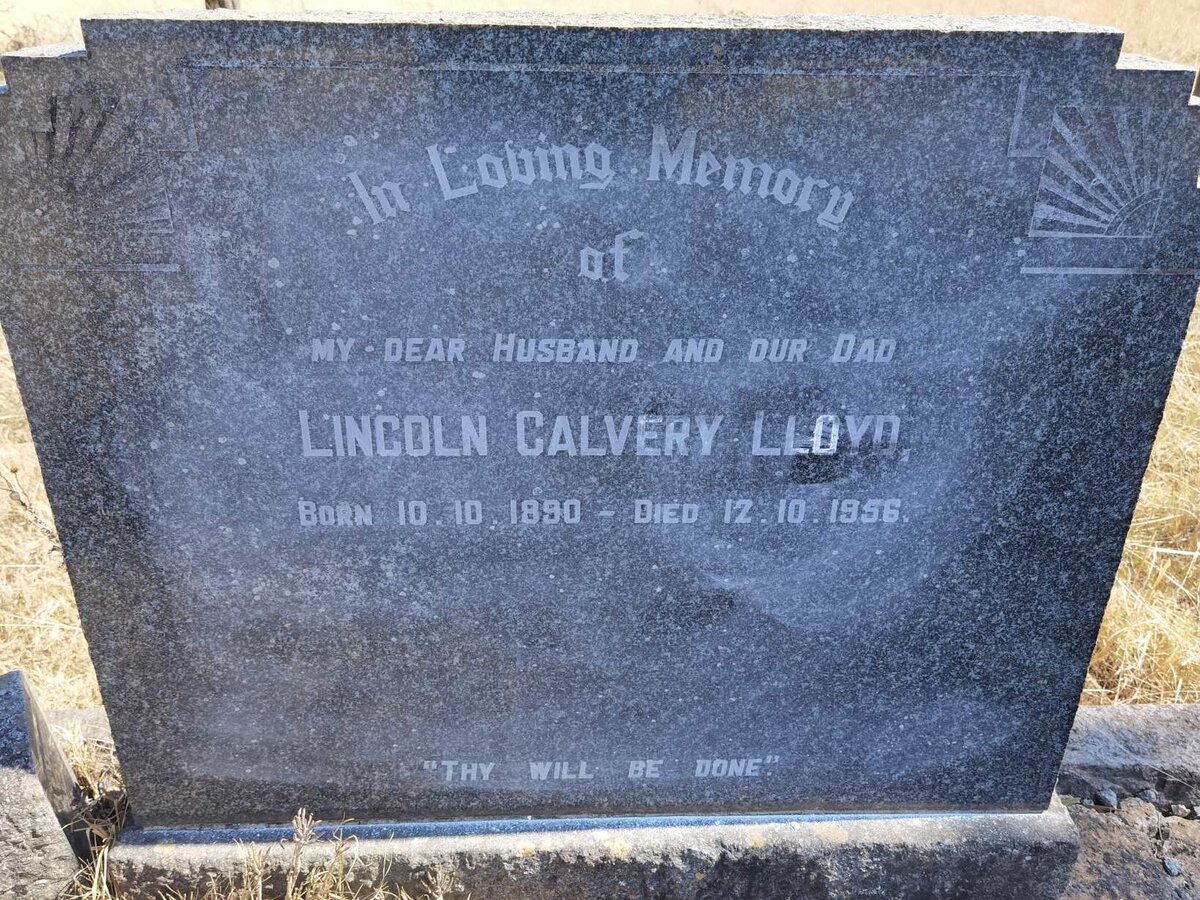 In Loving Memory
of
MY DEAR HUSBAND AND OUR DAD
LINCOLN CALVERY LLOYD,
BORN 10.10.1890 - DIED 12.10.1956.
"THY WILL BE DONE."